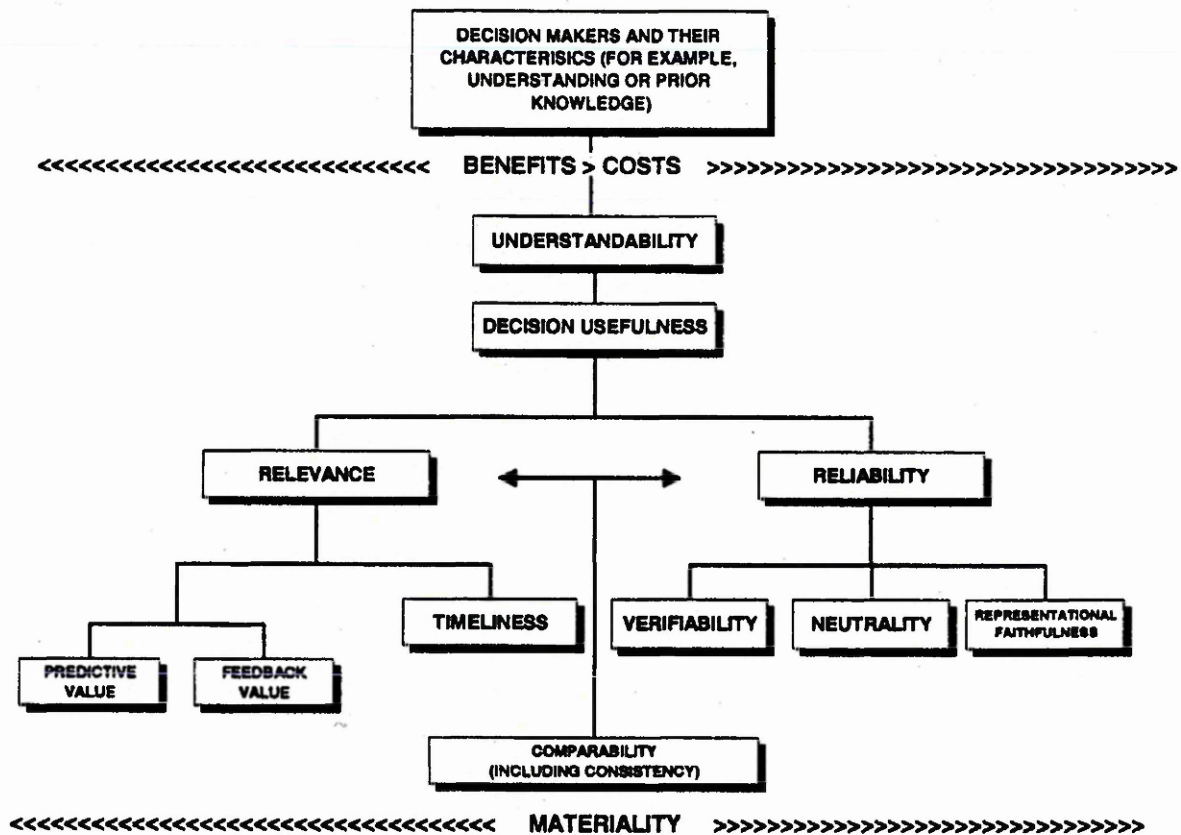 DECISION MAKERS AND THEIR
CHARACTERISICS (FOR EXAMPLE,
UNDERSTANDING OR PRIOR
KNOWLEDGE)
<<<<<<<<<<<<<<<<<<<<<<<<<<<<< BENEFITS > COSTS >>>>>>>>>>>>>>>>>>>>>>>>>>>>>>>>>>>
UNDERSTANDABILITY
DECISION USEFULNESS
RELEVANCE
RELIABILITY
TIMELINESS
VERIFIABILITY
NEUTRALITY
REPRESENTATIONAL
FAITHFULNESS
PREDICTIVE
VALUE
FEEDBACK
VALUE
COMPARABILITY
(INCLUDING CONSISTENCY)
<<<<<<<<<<<<<<<<<<<<<<<<<<<<<<<<<<<< MATERIALITY >>>>>>>>>>>>>>>>>>>>>>>>>>>>>>>>